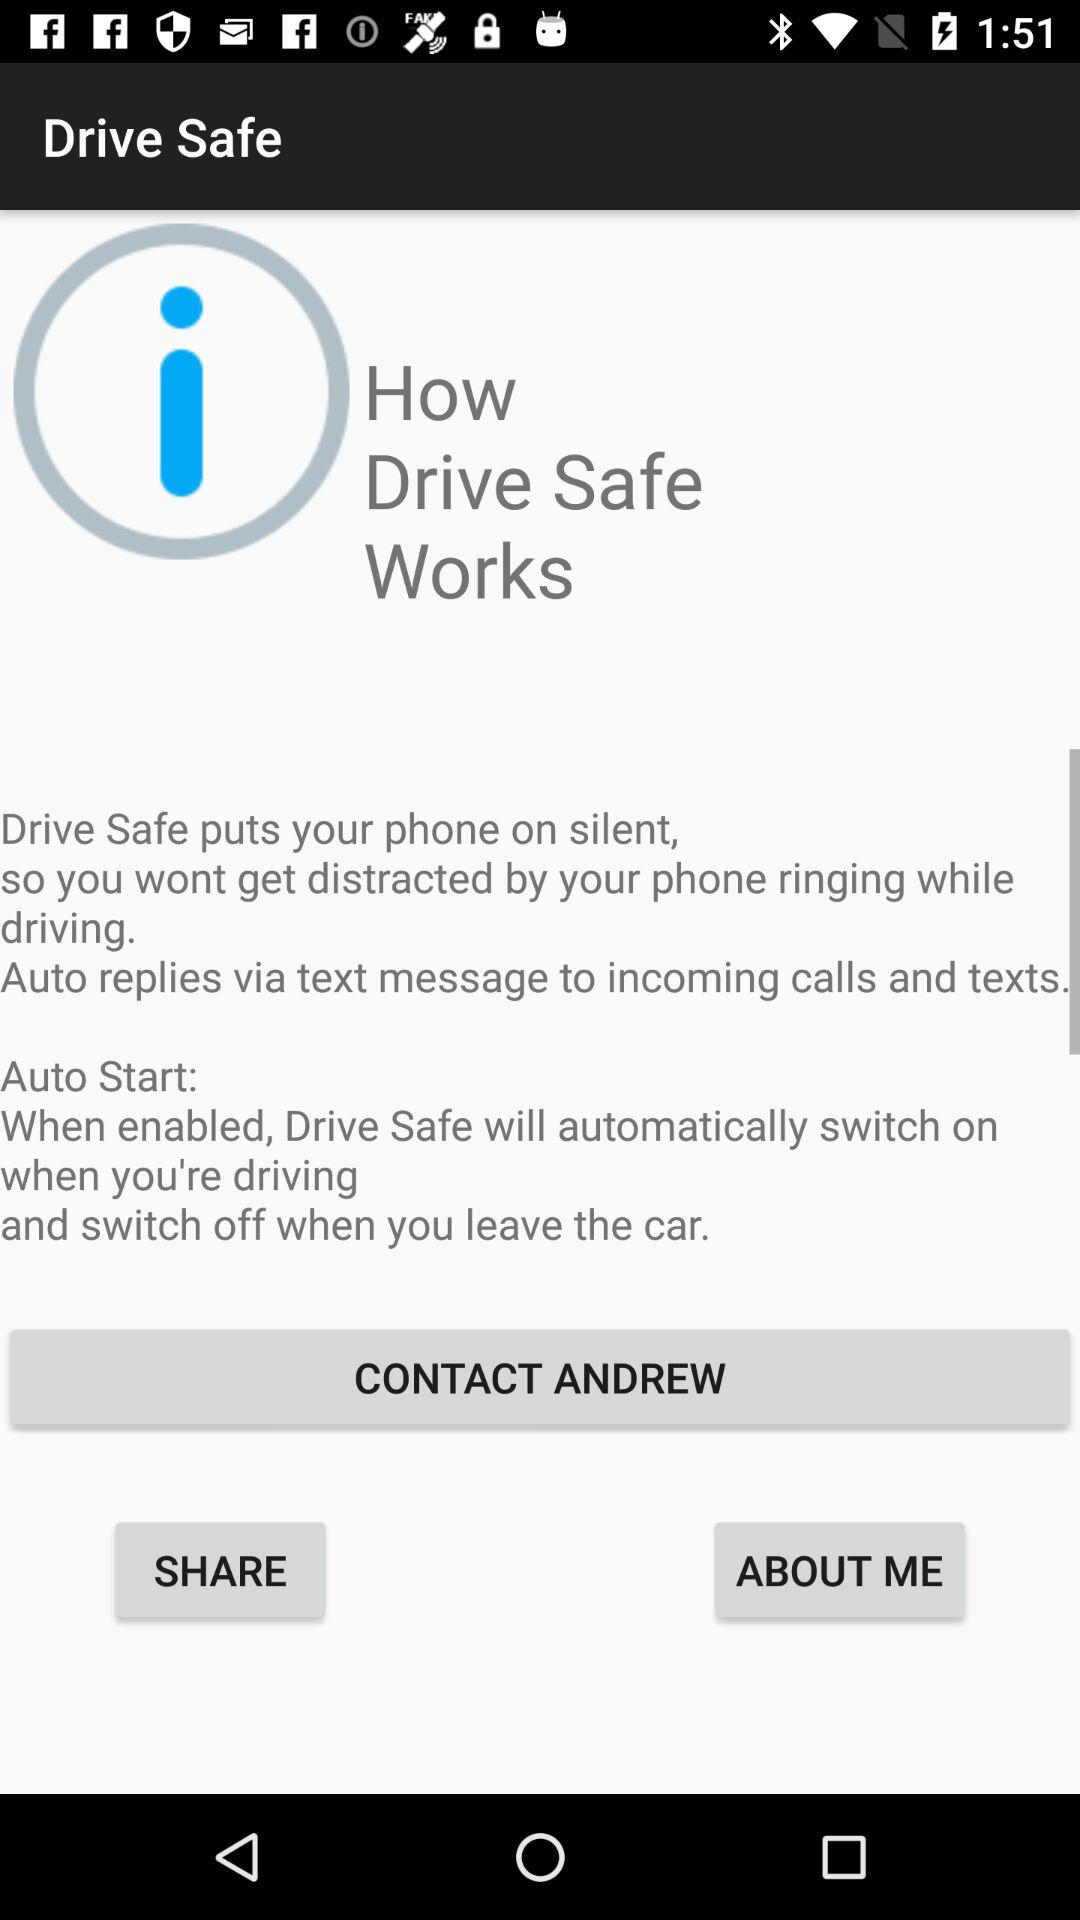 FAKE
1:51
Drive Safe
How
Drive Safe
Works
Drive Safe puts your phone on silent,
so you wont get distracted by your phone ringing while
driving.
Auto replies via text message to incoming calls and texts.
Auto Start:
When enabled, Drive Safe will automatically switch on
when you're driving
and switch off when you leave the car.
CONTACT ANDREW
SHARE
ABOUT ME